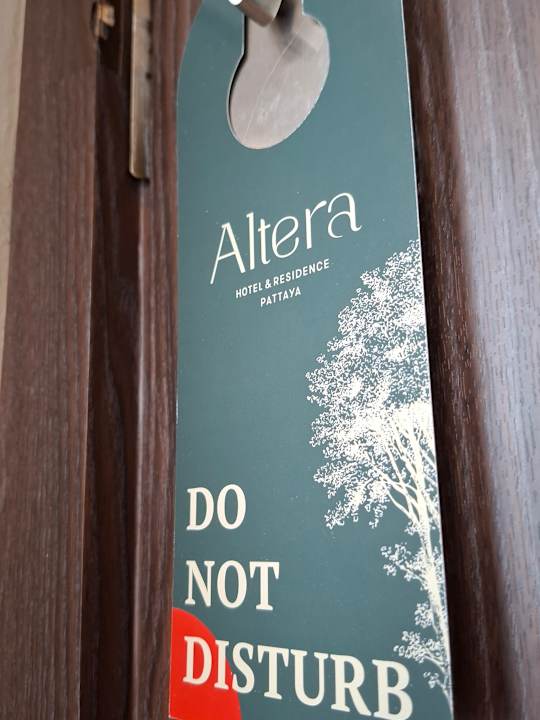 Altera
HOTEL & RESIDENCE
PATTAYA
DO
NOT
DISTURB